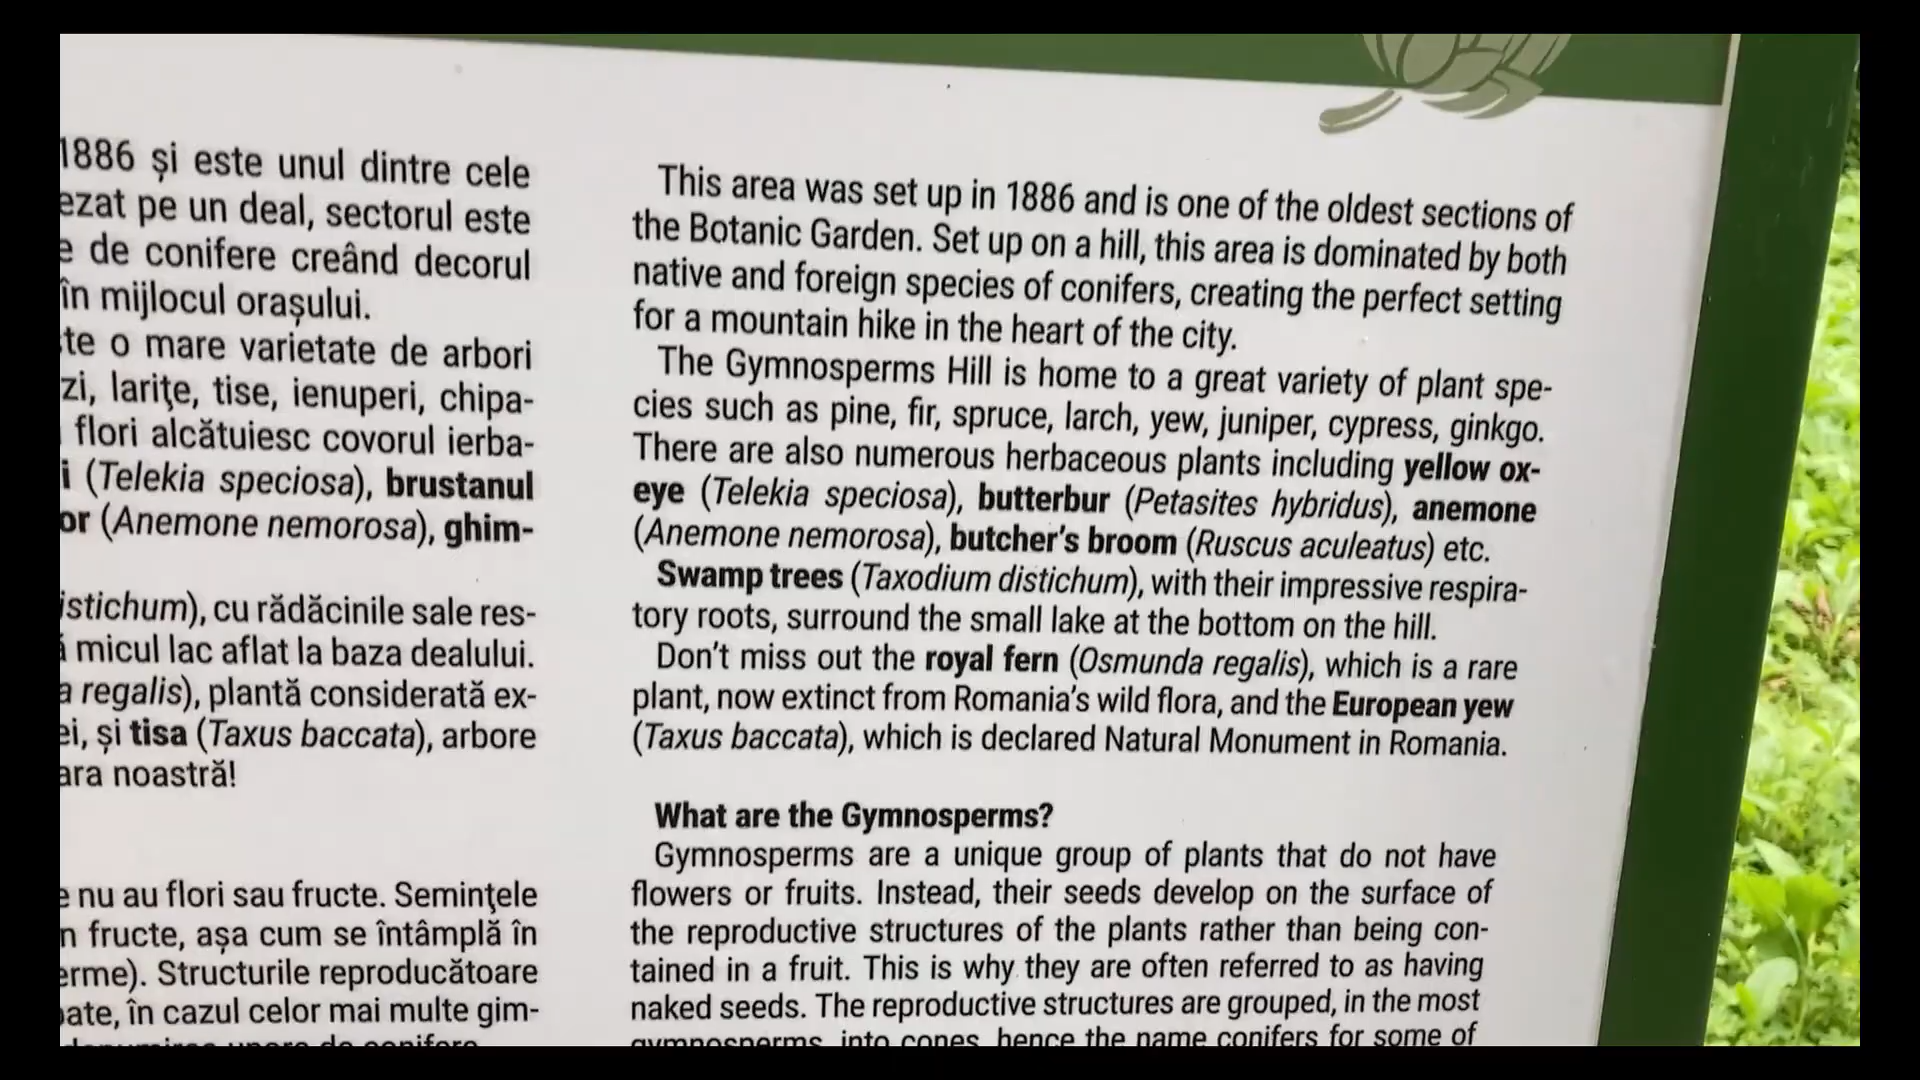 1886 și este unul dintre cele
pe un deal, sectorul este
de conifere creând decorul
în mijlocul orașului.
o mare varietate de arbori
lariţe, tise, ienuperi, chipa-
flori alcătuiesc covorul ierba-
(Telekia speciosa), brustanul
(Anemone nemorosa), ghim-
cu rădăcinile sale res-
micul lac aflat la baza dealului.
regalis), plantă considerată ex-
și tisa (Taxus baccata), arbore
noastră!
nu au flori sau fructe. Seminţele
fructe, așa cum se întâmplă în
Structurile reproducătoare
în cazul celor mai multe gim-
This area was set up in 1886 and is one of the oldest sections of
the Botanic Garden. Set up on a hill, this area is dominated by both
native and foreign species of conifers, creating the perfect setting
for a mountain hike in the heart of the city.
The Gymnosperms Hill is home to a great variety of plant spe-
cies such as pine, fir, spruce, larch, yew, juniper, cypress, ginkgo.
There are also numerous herbaceous plants including yellow ox-
eye (Telekia speciosa), butterbur (Petasites hybridus), anemone
(Anemone nemorosa), butcher's broom (Ruscus aculeatus) etc.
Swamp trees (Taxodium distichum), with their impressive respira-
tory roots, surround the small lake at the bottom on the hill.
Don't miss out the royal fern (Osmunda regalis), which is a rare
plant, now extinct from Romania's wild flora, and the European yew
(Taxus baccata), which is declared Natural Monument in Romania.
What are the Gymnosperms?
Gymnosperms are a unique group of plants that do not have
flowers or fruits. Instead, their seeds develop on the surface of
the reproductive structures of the plants rather than being con-
tained in a fruit. This is why they are often referred to as having
naked seeds. The reproductive structures are grouped, in the most
gymnosperms, into cones, hence the name conifers for some of